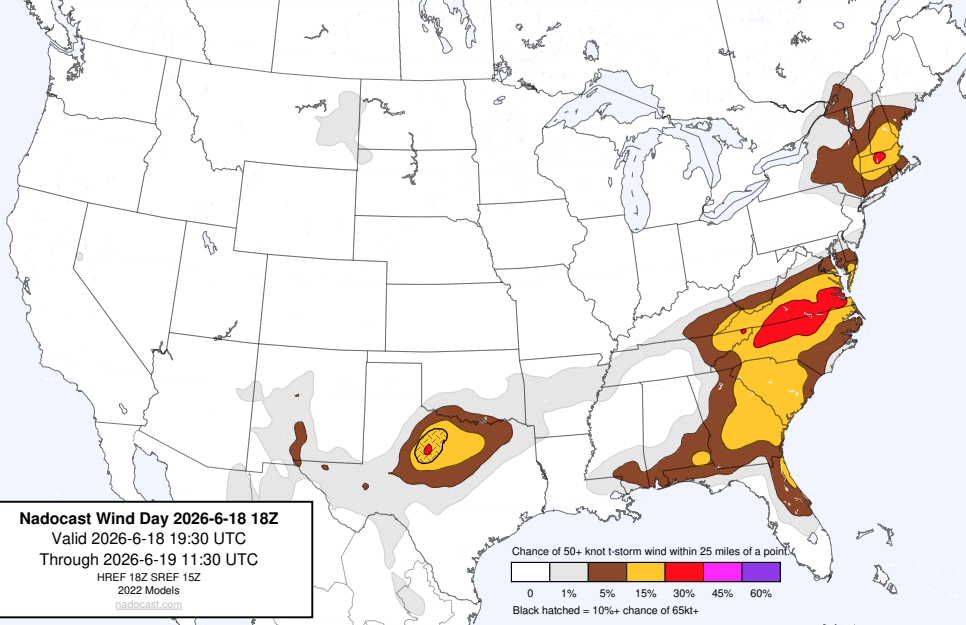 Nadocast Wind Day 2026-6-18 18Z
Valid 2026-6-18 19:30 UTC
Through 2026-6-19 11:30 UTC
HREF 18Z SREF 15Z
2022 Models
nadocast.com
Chance of 50+ knot t-storm wind within 25 miles of a point.
0 1% 5% 15% 30% 45% 60%
Black hatched = 10%+ chance of 65kt+